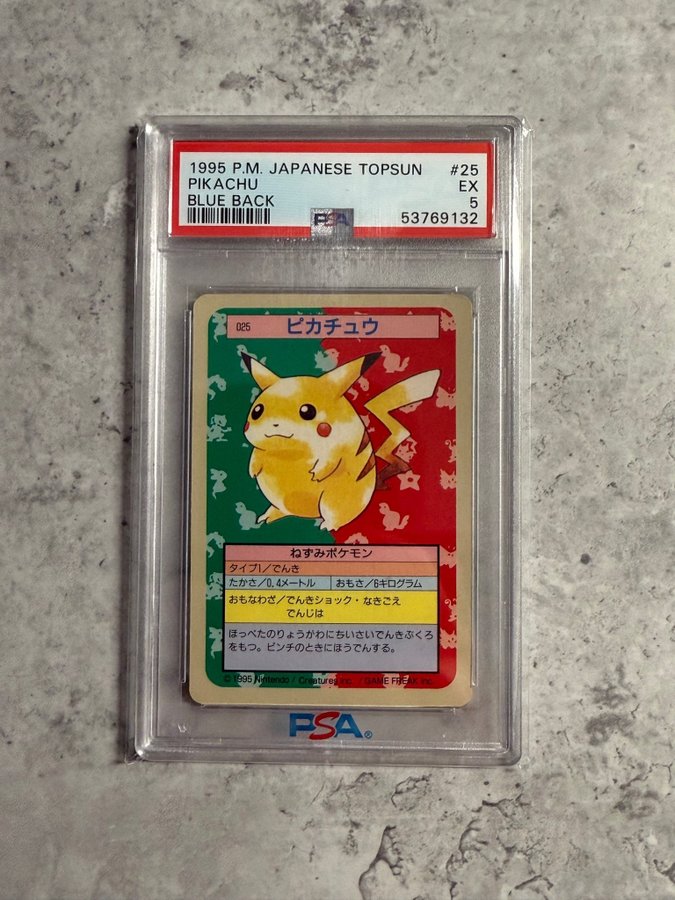 1995 P.M. JAPANESE TOPSUN #25
PIKACHU EX
BLUE BACK 5
PSA 53769132
025 ピカチュウ
ねずみポケモン
タイプ1/でんき
たかさ/0.4メートル おもさ/6キログラム
おもなわざ/でんきショック・なきごえ
でんじは
ほっぺたのりょうがわにちいさいでんきぶくろ
をもつ。ピンチのときにほうでんする。
© 1995 Nintendo / Creatures inc. / GAME FREAK inc.
PSA®